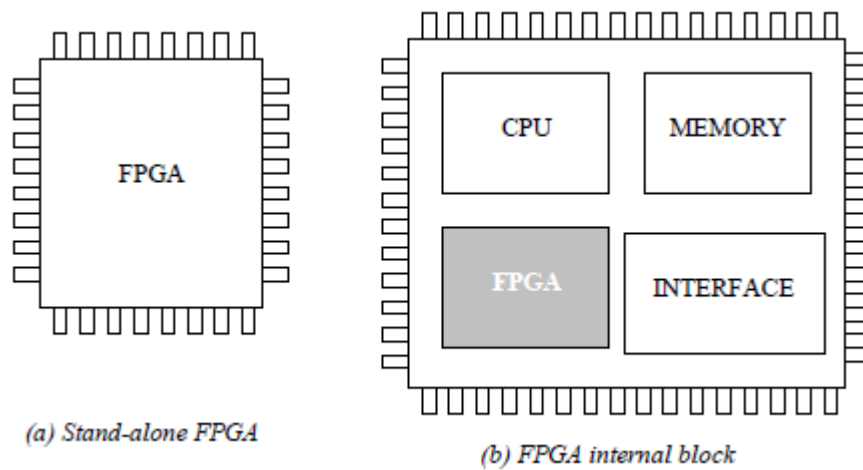 FPGA
CPU
MEMORY
FPGA
INTERFACE
(a) Stand-alone FPGA
(b) FPGA internal block